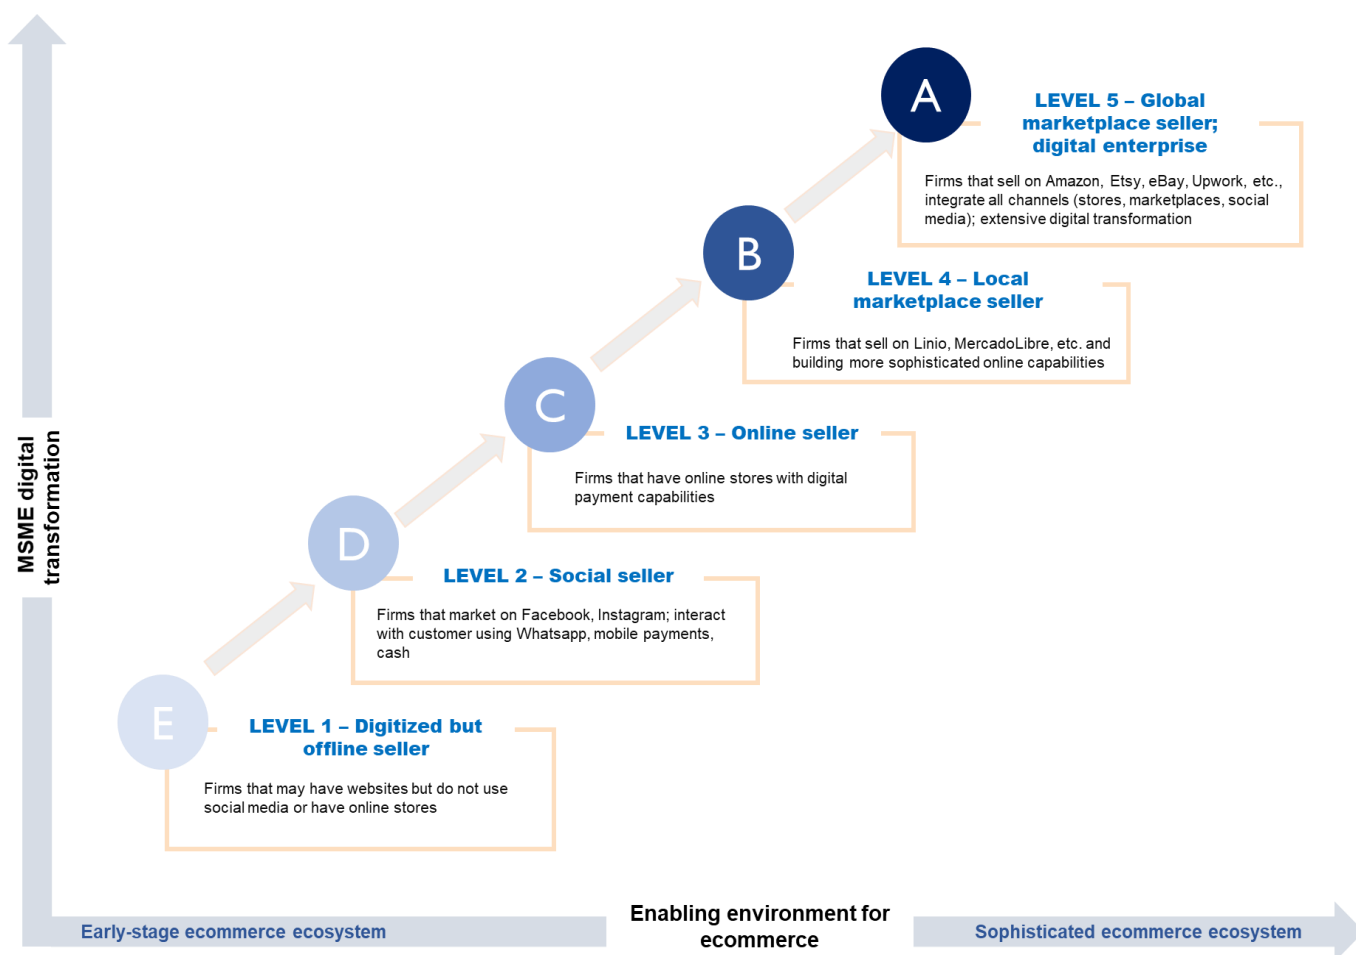 A
LEVEL 5 – Global
marketplace seller;
digital enterprise
Firms that sell on Amazon, Etsy, eBay, Upwork, etc.,
integrate all channels (stores, marketplaces, social
media); extensive digital transformation
B
LEVEL 4 – Local
marketplace seller
Firms that sell on Linio, MercadoLibre, etc. and
building more sophisticated online capabilities
C
LEVEL 3 – Online seller
Firms that have online stores with digital
payment capabilities
D
LEVEL 2 – Social seller
Firms that market on Facebook, Instagram; interact
with customer using Whatsapp, mobile payments,
cash
E
LEVEL 1 – Digitized but
offline seller
Firms that may have websites but do not use
social media or have online stores
MSME digital
transformation
Early-stage ecommerce ecosystem
Enabling environment for
ecommerce
Sophisticated ecommerce ecosystem